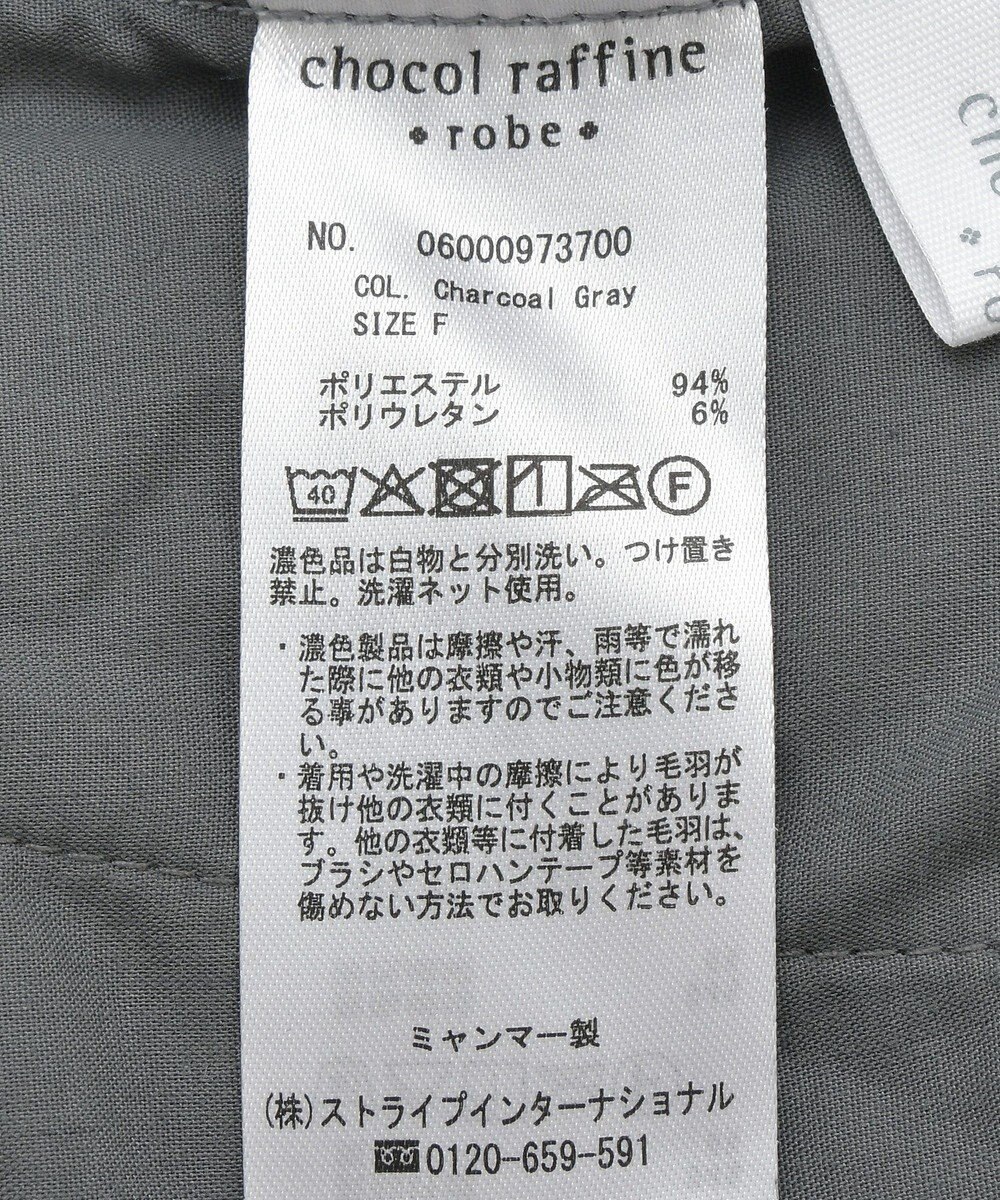 chocol raffine
robe
NO. 06000973700
COL. Charcoal Gray
SIZE F
ポリエステル 94%
ポリウレタン 6%
40 F
濃色品は白物と分別洗い。つけ置き
禁止。洗濯ネット使用。
・濃色製品は摩擦や汗、雨等で濡れ
た際に他の衣類や小物類に色が移
る事がありますのでご注意くださ
い。
・着用や洗濯中の摩擦により毛羽が
抜け他の衣類に付くことがありま
す。他の衣類等に付着した毛羽は、
ブラシやセロハンテープ等素材を
傷めない方法でお取りください。
ミャンマー製
(株)ストライプインターナショナル
0120-659-591